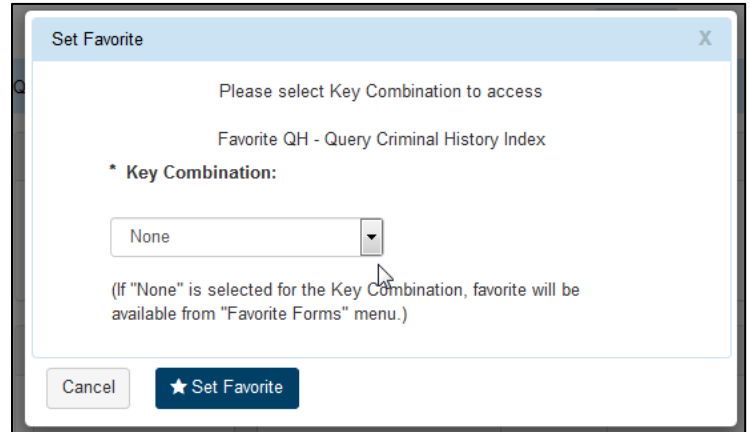 Set Favorite
X
Q
Please select Key Combination to access
Favorite QH - Query Criminal History Index
* Key Combination:
None
(If "None" is selected for the Key Combination, favorite will be
available from "Favorite Forms" menu.)
Cancel
★ Set Favorite